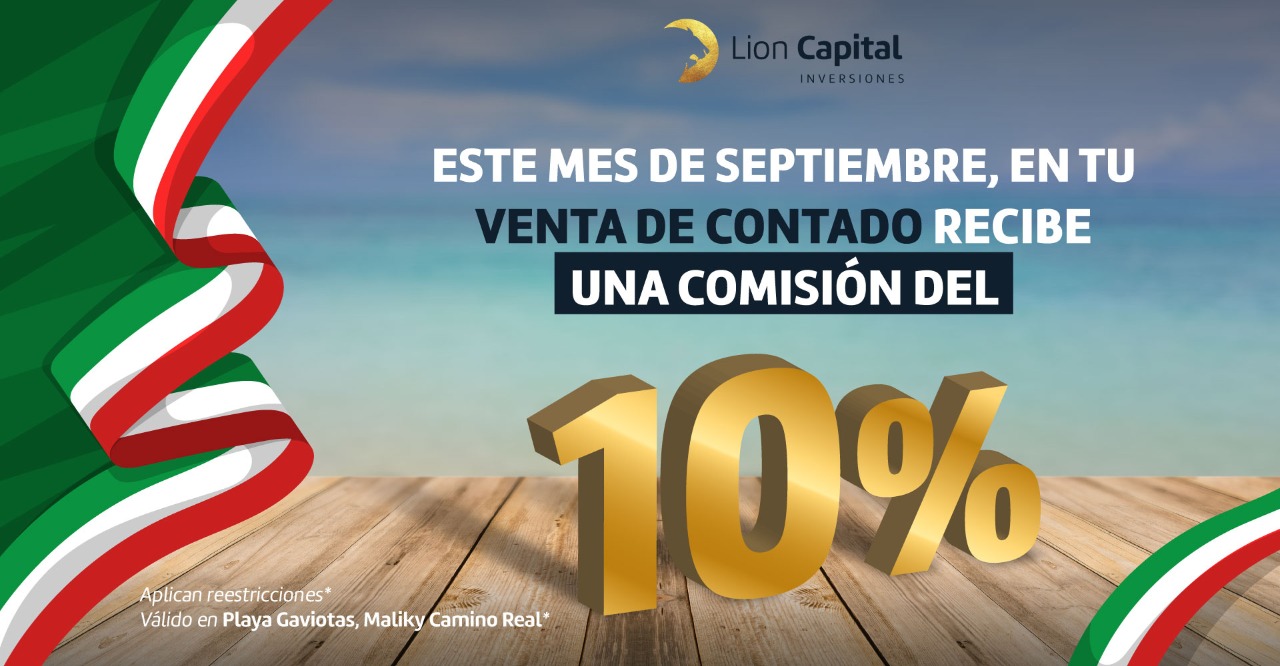 Lion Capital
INVERSIONES
ESTE MES DE SEPTIEMBRE, EN TU
VENTA DE CONTADO RECIBE
UNA COMISIÓN DEL
10%
Aplican reestricciones*
Válido en Playa Gaviotas, Maliky Camino Real*